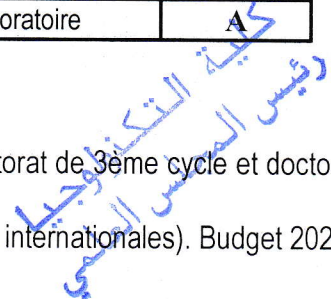 oratoire A
كلية التكنولوجيا
رئيس المجلس العلمي
torat de 3ème cycle et docto
internationales). Budget 202